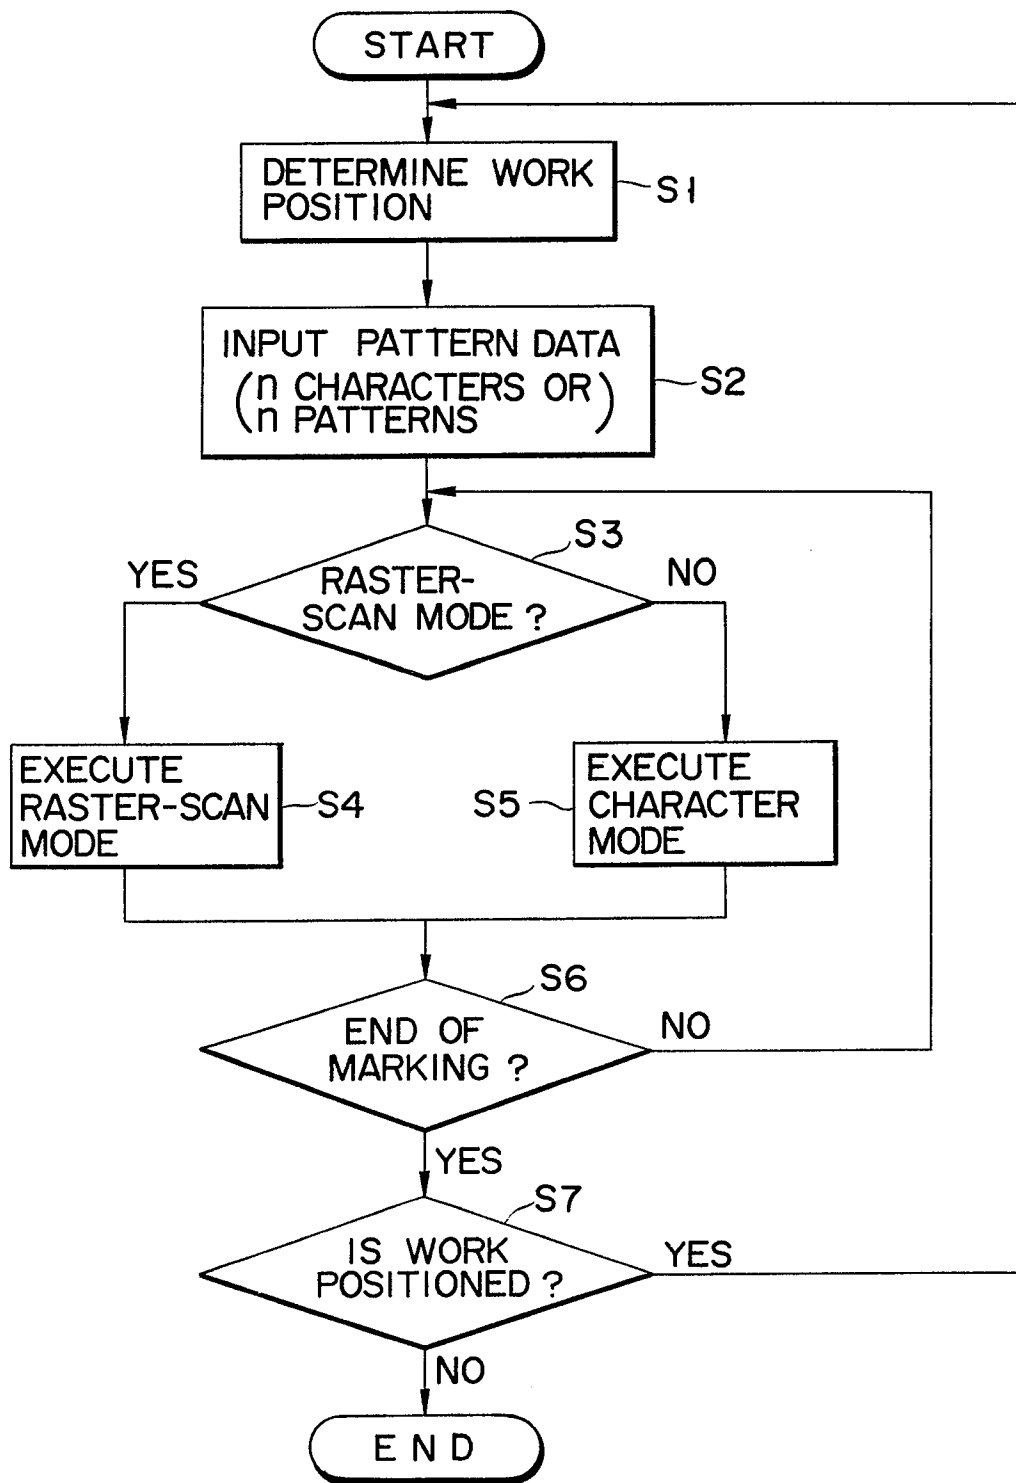 START
DETERMINE WORK
POSITION
S1
INPUT PATTERN DATA
(n CHARACTERS OR
n PATTERNS)
S2
S3
YES
RASTER-
SCAN MODE ?
NO
EXECUTE
RASTER-SCAN
MODE
S4
S5
EXECUTE
CHARACTER
MODE
S6
END OF
MARKING ?
NO
YES
S7
IS WORK
POSITIONED ?
YES
NO
END